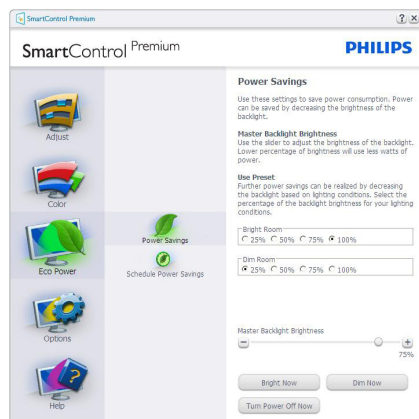 SmartControl Premium
SmartControl Premium
PHILIPS
Adjust
Color
Eco Power
Options
Help
Power Savings
Schedule Power Savings
Power Savings
Use these settings to save power consumption. Power
can be saved by decreasing the brightness of the
backlight.
Master Backlight Brightness
Use the slider to adjust the brightness of the backlight.
Lower percentage of brightness will use less watts of
power.
Use Preset
Further power savings can be realized by decreasing
the backlight based on lighting conditions. Select the
percentage of the backlight brightness for your lighting
conditions.
Bright Room
25% 50% 75% 100%
Dim Room
25% 50% 75% 100%
Master Backlight Brightness
75%
Bright Now Dim Now
Turn Power Off Now